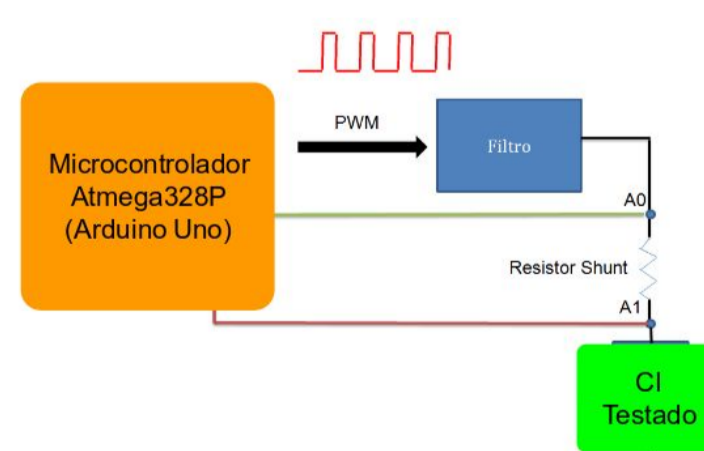 PWM
Filtro
Microcontrolador
Atmega328P
(Arduino Uno)
A0
Resistor Shunt
A1
CI
Testado